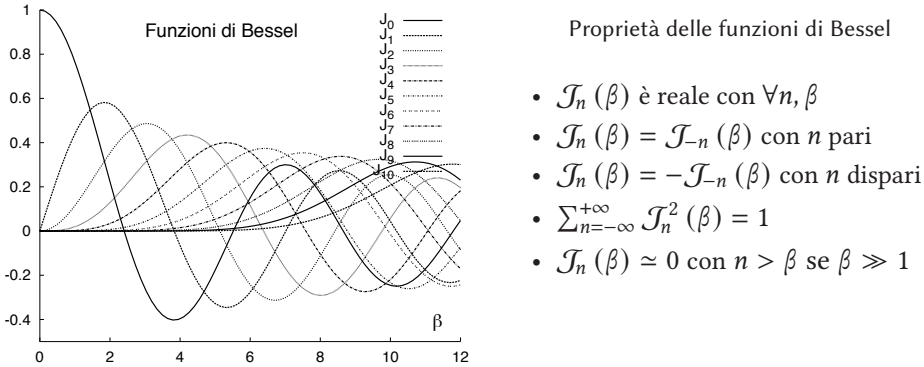 Funzioni di Bessel
J0
J1
J2
J3
J4
J5
J6
J7
J8
J9
J10
1
0.8
0.6
0.4
0.2
0
-0.2
-0.4
β
0 2 4 6 8 10 12
Proprietà delle funzioni di Bessel
• 𝒥n (β) è reale con ∀n, β
• 𝒥n (β) = 𝒥−n (β) con n pari
• 𝒥n (β) = −𝒥−n (β) con n dispari
• ∑_{n=−∞}^{+∞} 𝒥n² (β) = 1
• 𝒥n (β) ≃ 0 con n > β se β ≫ 1